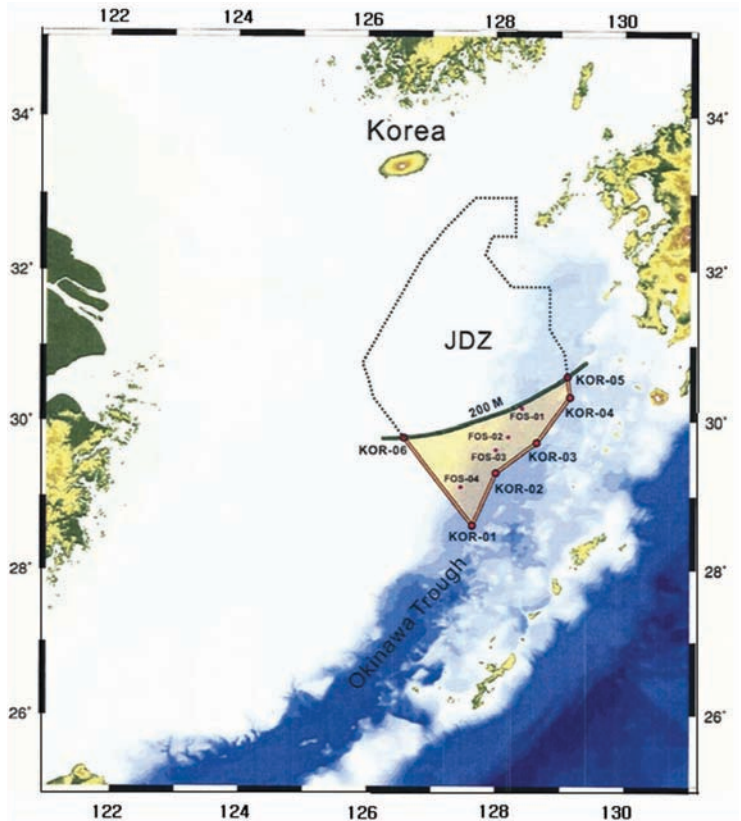 122 124 126 128 130
34°
34°
Korea
32°
32°
JDZ
KOR-05
200 M
KOR-04
FOS-01
30°
30°
KOR-06
FOS-02
KOR-03
FOS-03
FOS-04
KOR-02
KOR-01
28°
28°
Okinawa Trough
26°
26°
122 124 126 128 130